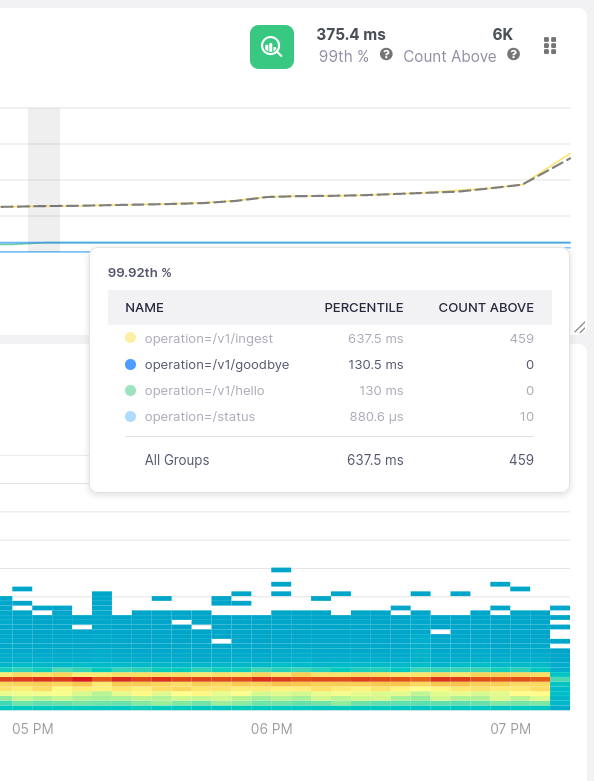 375.4 ms 6K
99th % ? Count Above ?
99.92th %
NAME PERCENTILE COUNT ABOVE
operation=/v1/ingest 637.5 ms 459
operation=/v1/goodbye 130.5 ms 0
operation=/v1/hello 130 ms 0
operation=/status 880.6 µs 10
All Groups 637.5 ms 459
05 PM 06 PM 07 PM